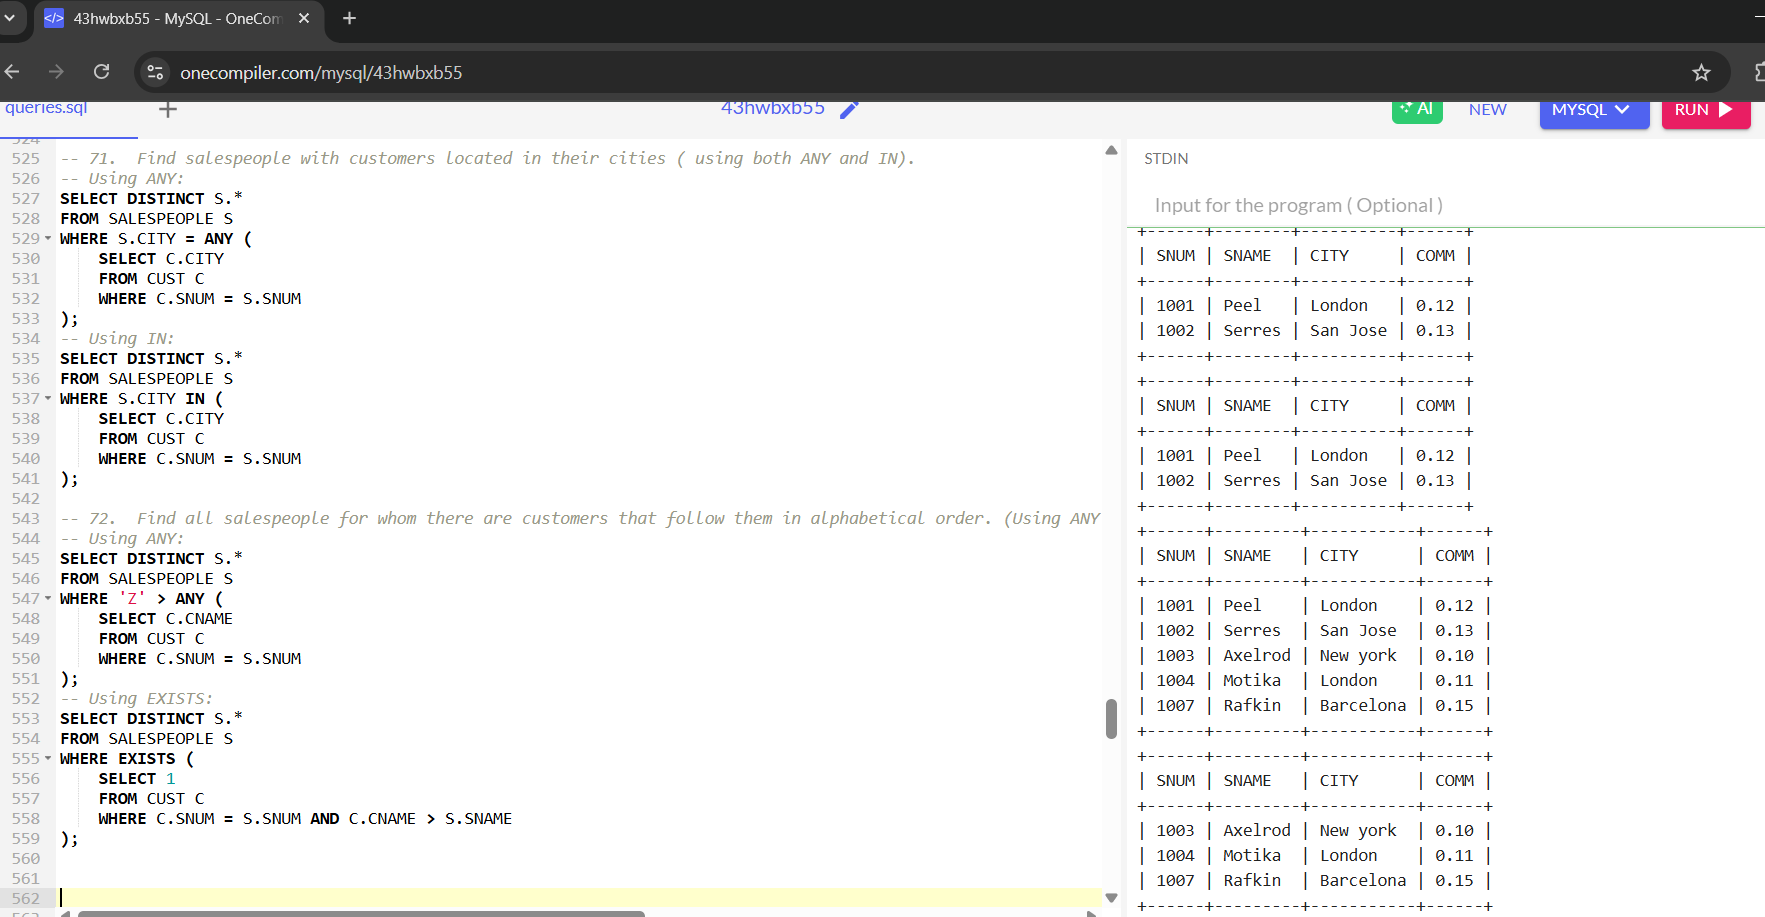 43hwbxb55 - MySQL - OneCom
onecompiler.com/mysql/43hwbxb55
queries.sql
43hwbxb55
AI
NEW
MYSQL
RUN
524
525 -- 71.  Find salespeople with customers located in their cities ( using both ANY and IN).
526 -- Using ANY:
527 SELECT DISTINCT S.*
528 FROM SALESPEOPLE S
529 WHERE S.CITY = ANY (
530     SELECT C.CITY
531     FROM CUST C
532     WHERE C.SNUM = S.SNUM
533 );
534 -- Using IN:
535 SELECT DISTINCT S.*
536 FROM SALESPEOPLE S
537 WHERE S.CITY IN (
538     SELECT C.CITY
539     FROM CUST C
540     WHERE C.SNUM = S.SNUM
541 );
542
543 -- 72.  Find all salespeople for whom there are customers that follow them in alphabetical order. (Using ANY
544 -- Using ANY:
545 SELECT DISTINCT S.*
546 FROM SALESPEOPLE S
547 WHERE 'Z' > ANY (
548     SELECT C.CNAME
549     FROM CUST C
550     WHERE C.SNUM = S.SNUM
551 );
552 -- Using EXISTS:
553 SELECT DISTINCT S.*
554 FROM SALESPEOPLE S
555 WHERE EXISTS (
556     SELECT 1
557     FROM CUST C
558     WHERE C.SNUM = S.SNUM AND C.CNAME > S.SNAME
559 );
560
561
562
563
STDIN
Input for the program ( Optional )
+------+--------+----------+------+
| SNUM | SNAME  | CITY     | COMM |
+------+--------+----------+------+
| 1001 | Peel   | London   | 0.12 |
| 1002 | Serres | San Jose | 0.13 |
+------+--------+----------+------+
+------+--------+----------+------+
| SNUM | SNAME  | CITY     | COMM |
+------+--------+----------+------+
| 1001 | Peel   | London   | 0.12 |
| 1002 | Serres | San Jose | 0.13 |
+------+--------+----------+------+
+------+---------+-----------+------+
| SNUM | SNAME   | CITY      | COMM |
+------+---------+-----------+------+
| 1001 | Peel    | London    | 0.12 |
| 1002 | Serres  | San Jose  | 0.13 |
| 1003 | Axelrod | New york  | 0.10 |
| 1004 | Motika  | London    | 0.11 |
| 1007 | Rafkin  | Barcelona | 0.15 |
+------+---------+-----------+------+
+------+---------+-----------+------+
| SNUM | SNAME   | CITY      | COMM |
+------+---------+-----------+------+
| 1003 | Axelrod | New york  | 0.10 |
| 1004 | Motika  | London    | 0.11 |
| 1007 | Rafkin  | Barcelona | 0.15 |
+------+---------+-----------+------+